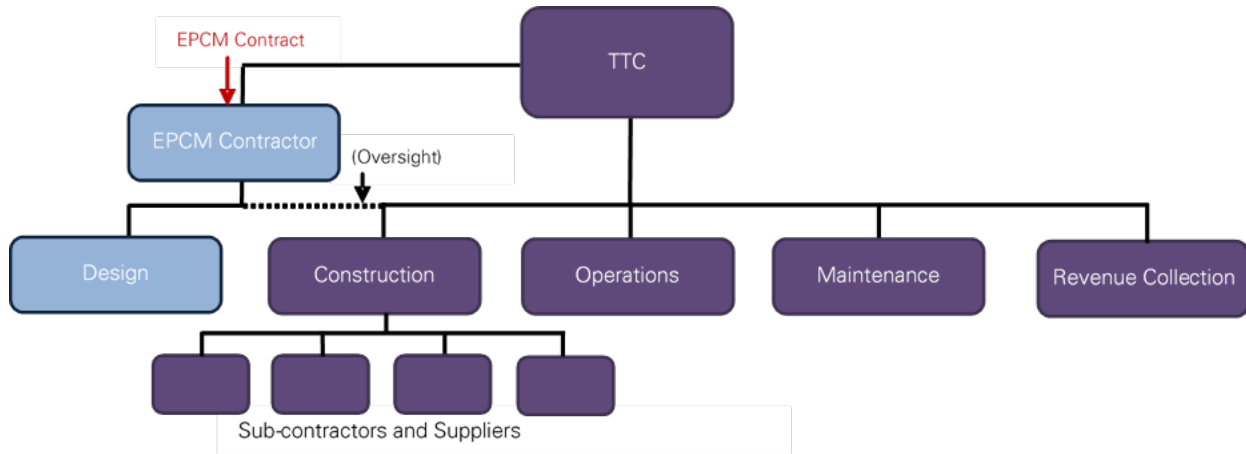 EPCM Contract
TTC
EPCM Contractor
(Oversight)
Design
Construction
Operations
Maintenance
Revenue Collection
Sub-contractors and Suppliers